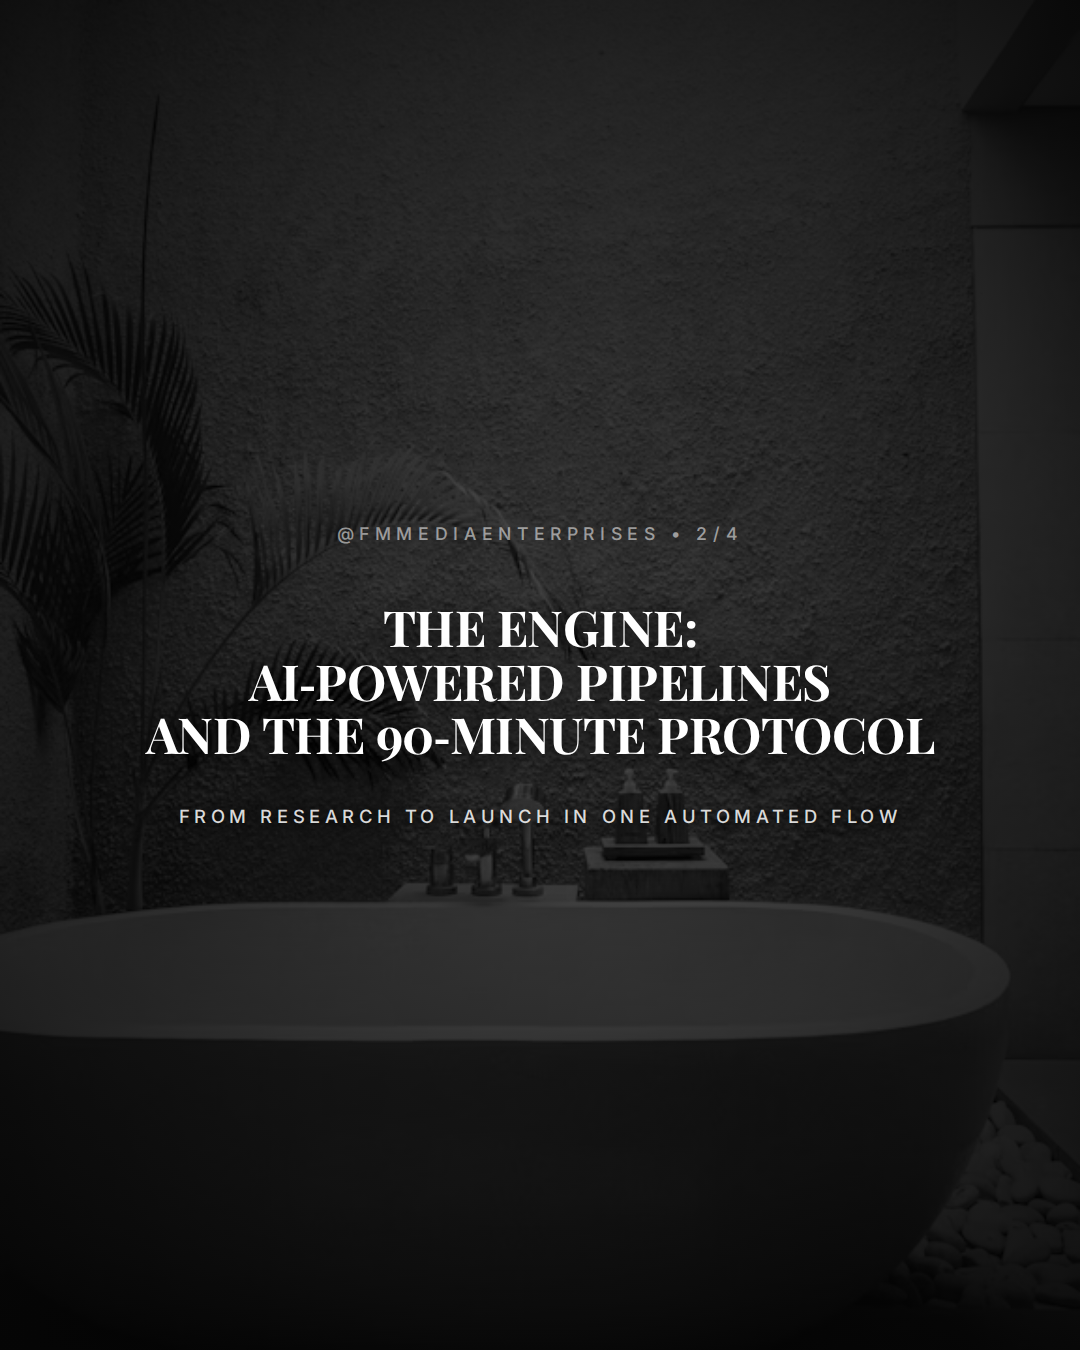 @FMMEDIAENTERPRISES • 2/4
THE ENGINE:
AI-POWERED PIPELINES
AND THE 90-MINUTE PROTOCOL
FROM RESEARCH TO LAUNCH IN ONE AUTOMATED FLOW